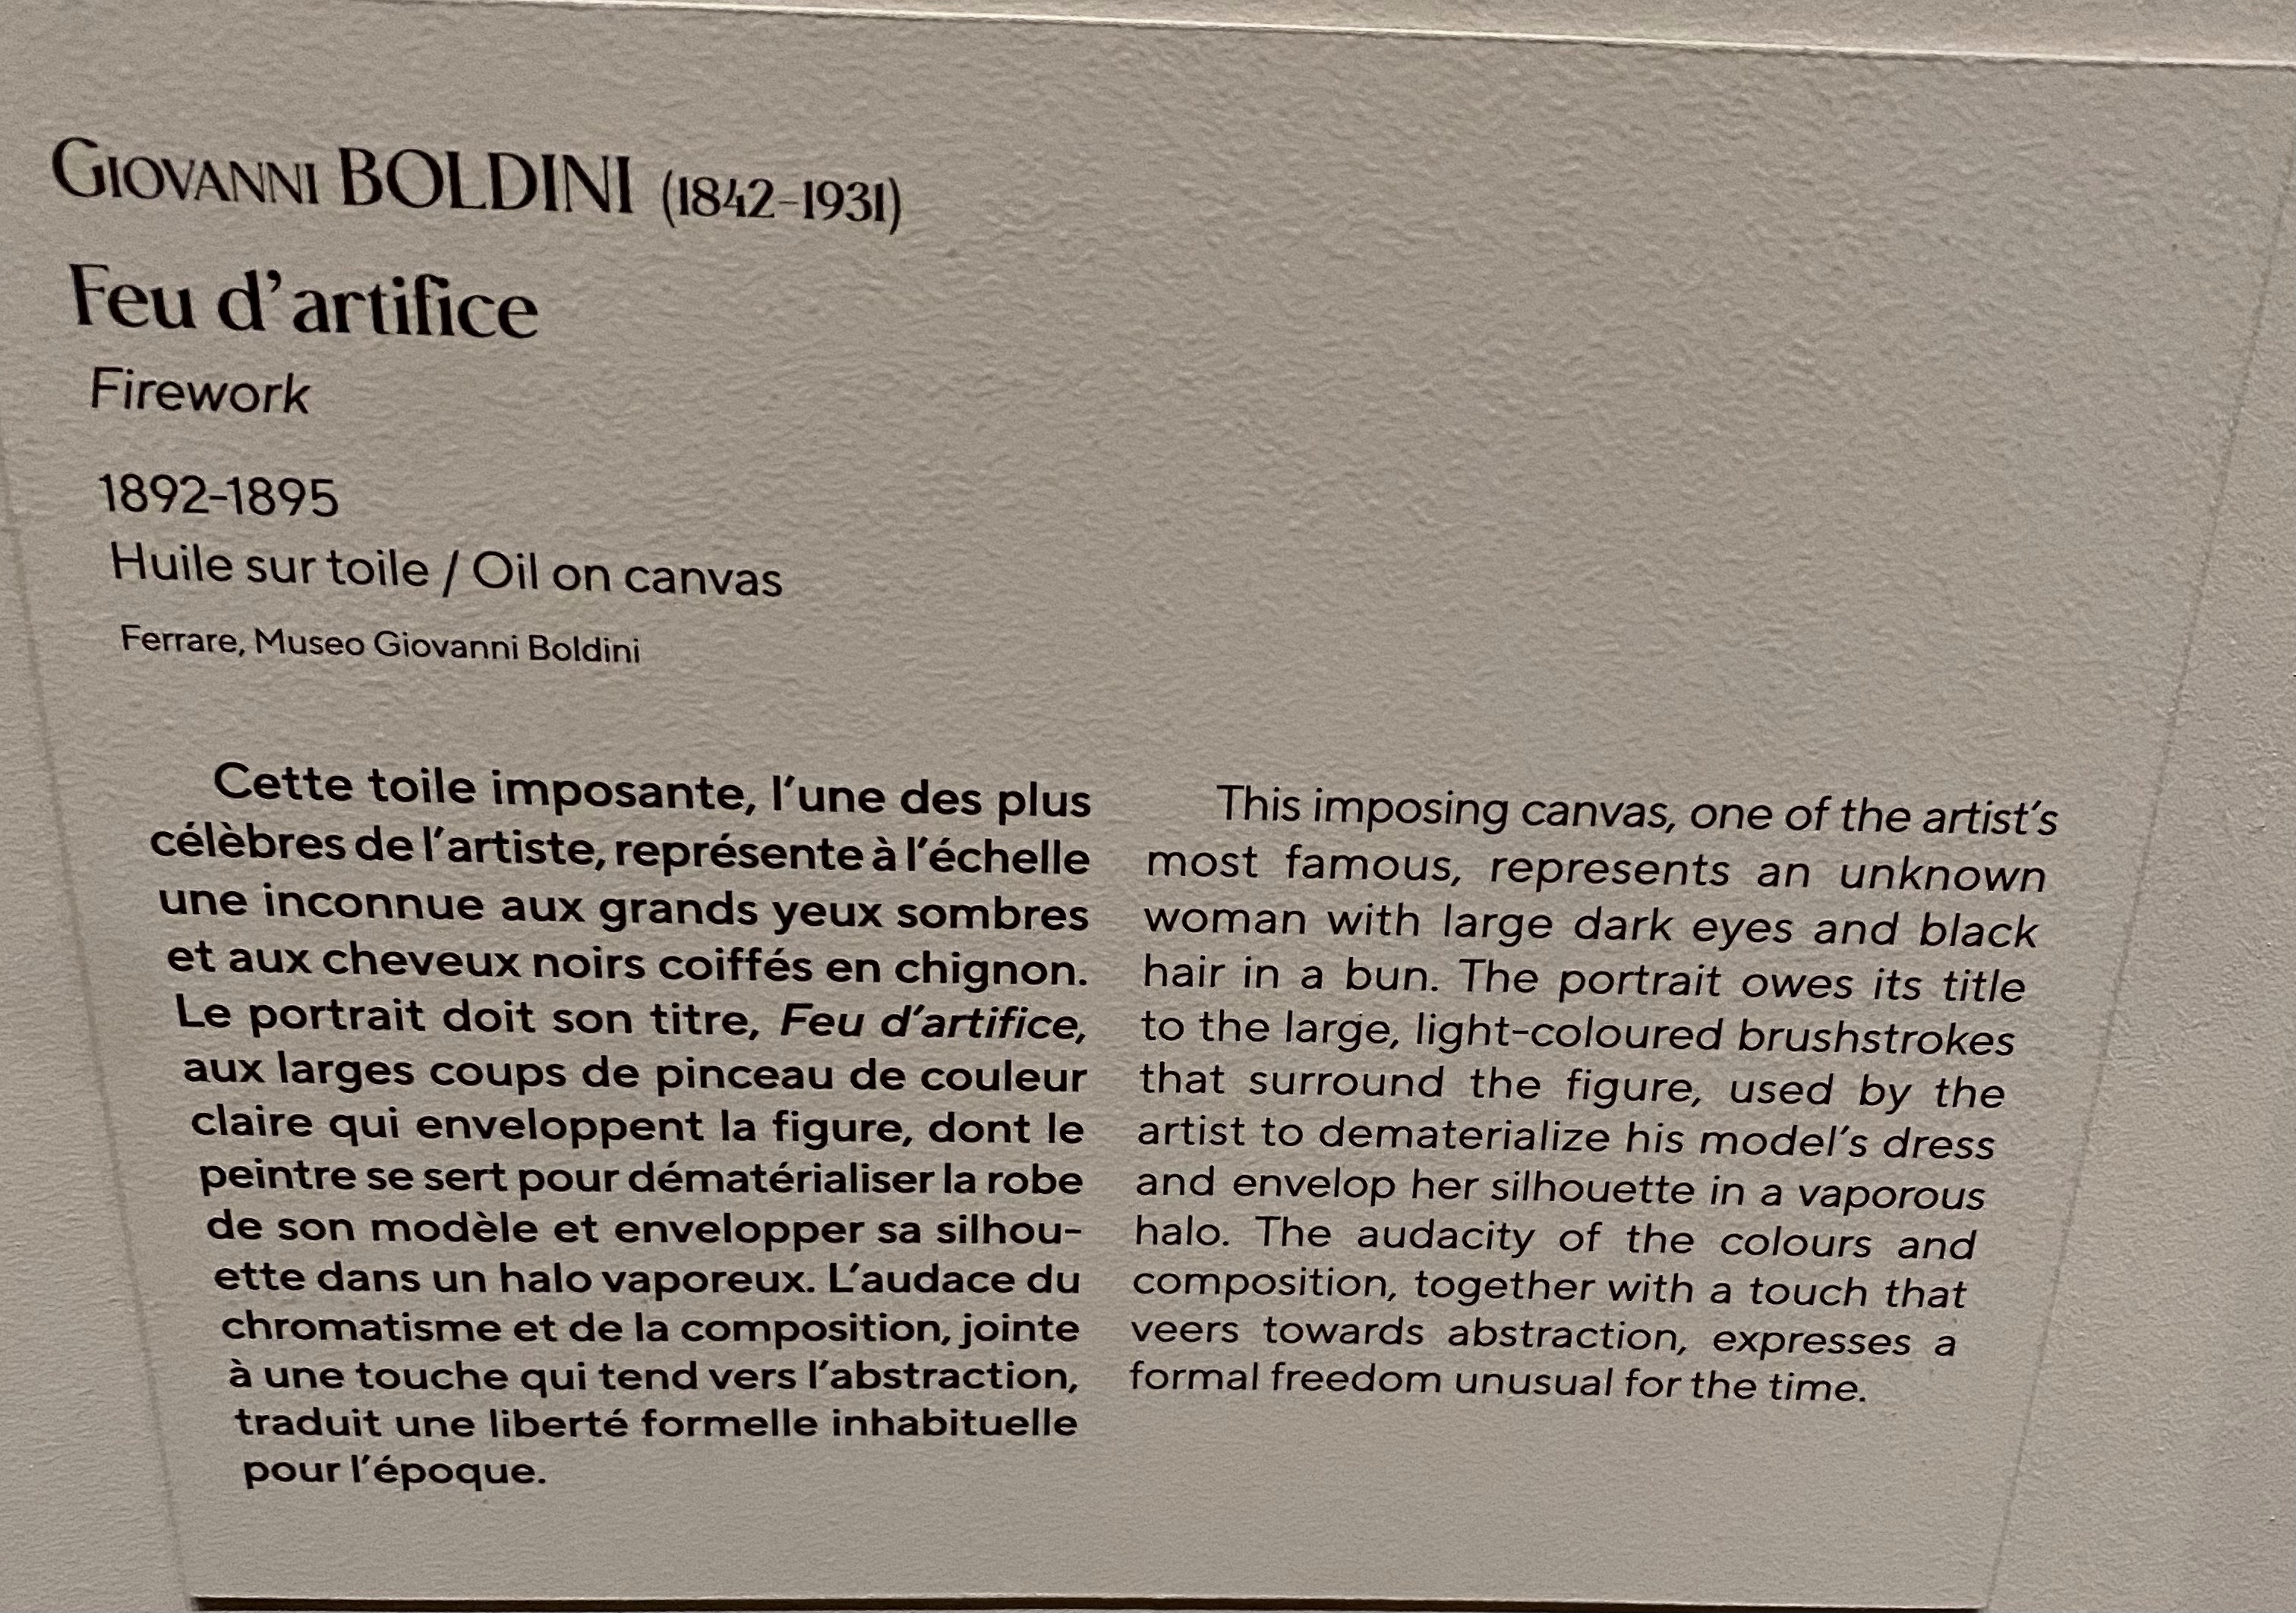 GIOVANNI BOLDINI (1842-1931)
Feu d'artifice
Firework
1892-1895
Huile sur toile / Oil on canvas
Ferrare, Museo Giovanni Boldini
Cette toile imposante, l'une des plus
célèbres de l'artiste, représente à l'échelle
une inconnue aux grands yeux sombres
et aux cheveux noirs coiffés en chignon.
Le portrait doit son titre, Feu d'artifice,
aux larges coups de pinceau de couleur
claire qui enveloppent la figure, dont le
peintre se sert pour dématérialiser la robe
de son modèle et envelopper sa silhou-
ette dans un halo vaporeux. L'audace du
chromatisme et de la composition, jointe
à une touche qui tend vers l'abstraction,
traduit une liberté formelle inhabituelle
pour l'époque.
This imposing canvas, one of the artist's
most famous, represents an unknown
woman with large dark eyes and black
hair in a bun. The portrait owes its title
to the large, light-coloured brushstrokes
that surround the figure, used by the
artist to dematerialize his model's dress
and envelop her silhouette in a vaporous
halo. The audacity of the colours and
composition, together with a touch that
veers towards abstraction, expresses a
formal freedom unusual for the time.